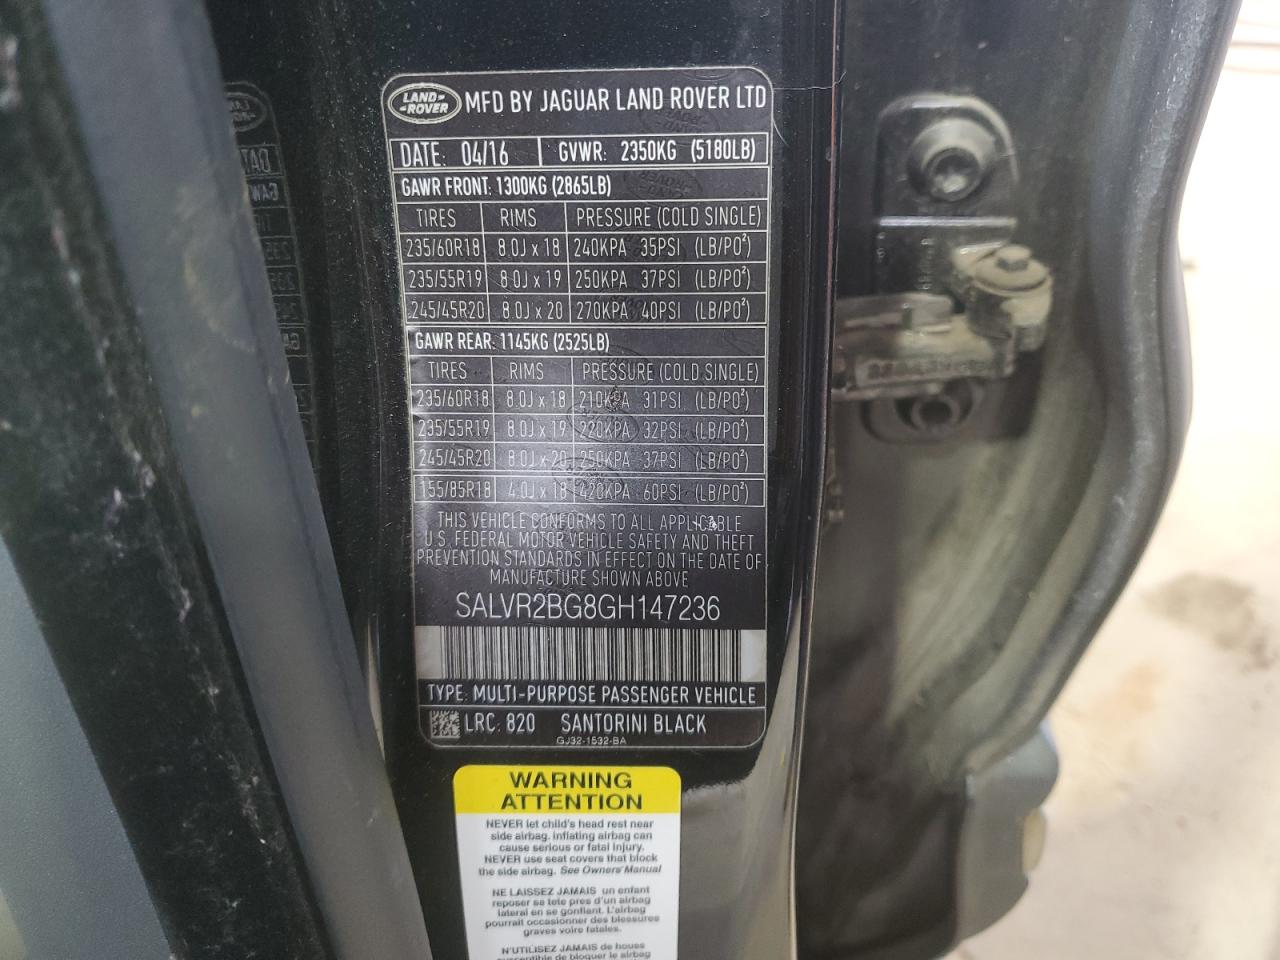 LAND-
-ROVER
MFD BY JAGUAR LAND ROVER LTD
DATE: 04/16 GVWR: 2350KG (5180LB)
GAWR FRONT: 1300KG (2865LB)
TIRES RIMS PRESSURE (COLD SINGLE)
235/60R18 8.0J x 18 240KPA 35PSI (LB/PO²)
235/55R19 8.0J x 19 250KPA 37PSI (LB/PO²)
245/45R20 8.0J x 20 270KPA 40PSI (LB/PO²)
GAWR REAR: 1145KG (2525LB)
TIRES RIMS PRESSURE (COLD SINGLE)
235/60R18 8.0J x 18 210KPA 31PSI (LB/PO²)
235/55R19 8.0J x 19 220KPA 32PSI (LB/PO²)
245/45R20 8.0J x 20 250KPA 37PSI (LB/PO²)
155/85R18 4.0J x 18 420KPA 60PSI (LB/PO²)
THIS VEHICLE CONFORMS TO ALL APPLICABLE
U.S. FEDERAL MOTOR VEHICLE SAFETY AND THEFT
PREVENTION STANDARDS IN EFFECT ON THE DATE OF
MANUFACTURE SHOWN ABOVE
SALVR2BG8GH147236
TYPE: MULTI-PURPOSE PASSENGER VEHICLE
LRC: 820 SANTORINI BLACK
GJ32-1532-BA
WARNING
ATTENTION
NEVER let child's head rest near
side airbag. Inflating airbag can
cause serious or fatal injury.
NEVER use seat covers that block
the side airbag. See Owners' Manual
NE LAISSEZ JAMAIS un enfant
reposer sa tete pres d'un airbag
lateral en se gonflant. L'airbag
pourrait occasionner des blessures
graves voire fatales.
N'UTILISEZ JAMAIS de houss
susceptible de bloquer le airbag